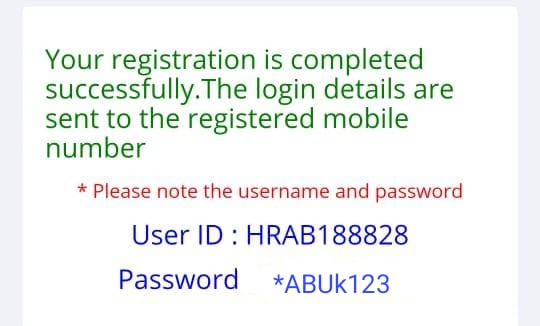 Your registration is completed
successfully.The login details are
sent to the registered mobile
number
* Please note the username and password
User ID : HRAB188828
Password *ABUk123